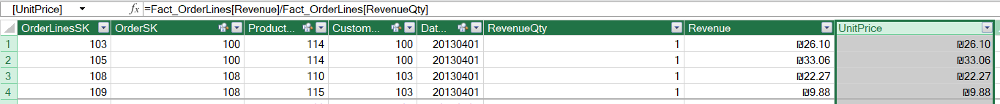 [UnitPrice] fx =Fact_OrderLines[Revenue]/Fact_OrderLines[RevenueQty]
OrderLinesSK OrderSK Product... Custom... Dat... RevenueQty Revenue UnitPrice
1 103 100 114 100 20130401 1 ₪26.10 ₪26.10
2 105 100 114 100 20130401 1 ₪33.06 ₪33.06
3 108 108 110 103 20130401 1 ₪22.27 ₪22.27
4 109 108 115 103 20130401 1 ₪9.88 ₪9.88